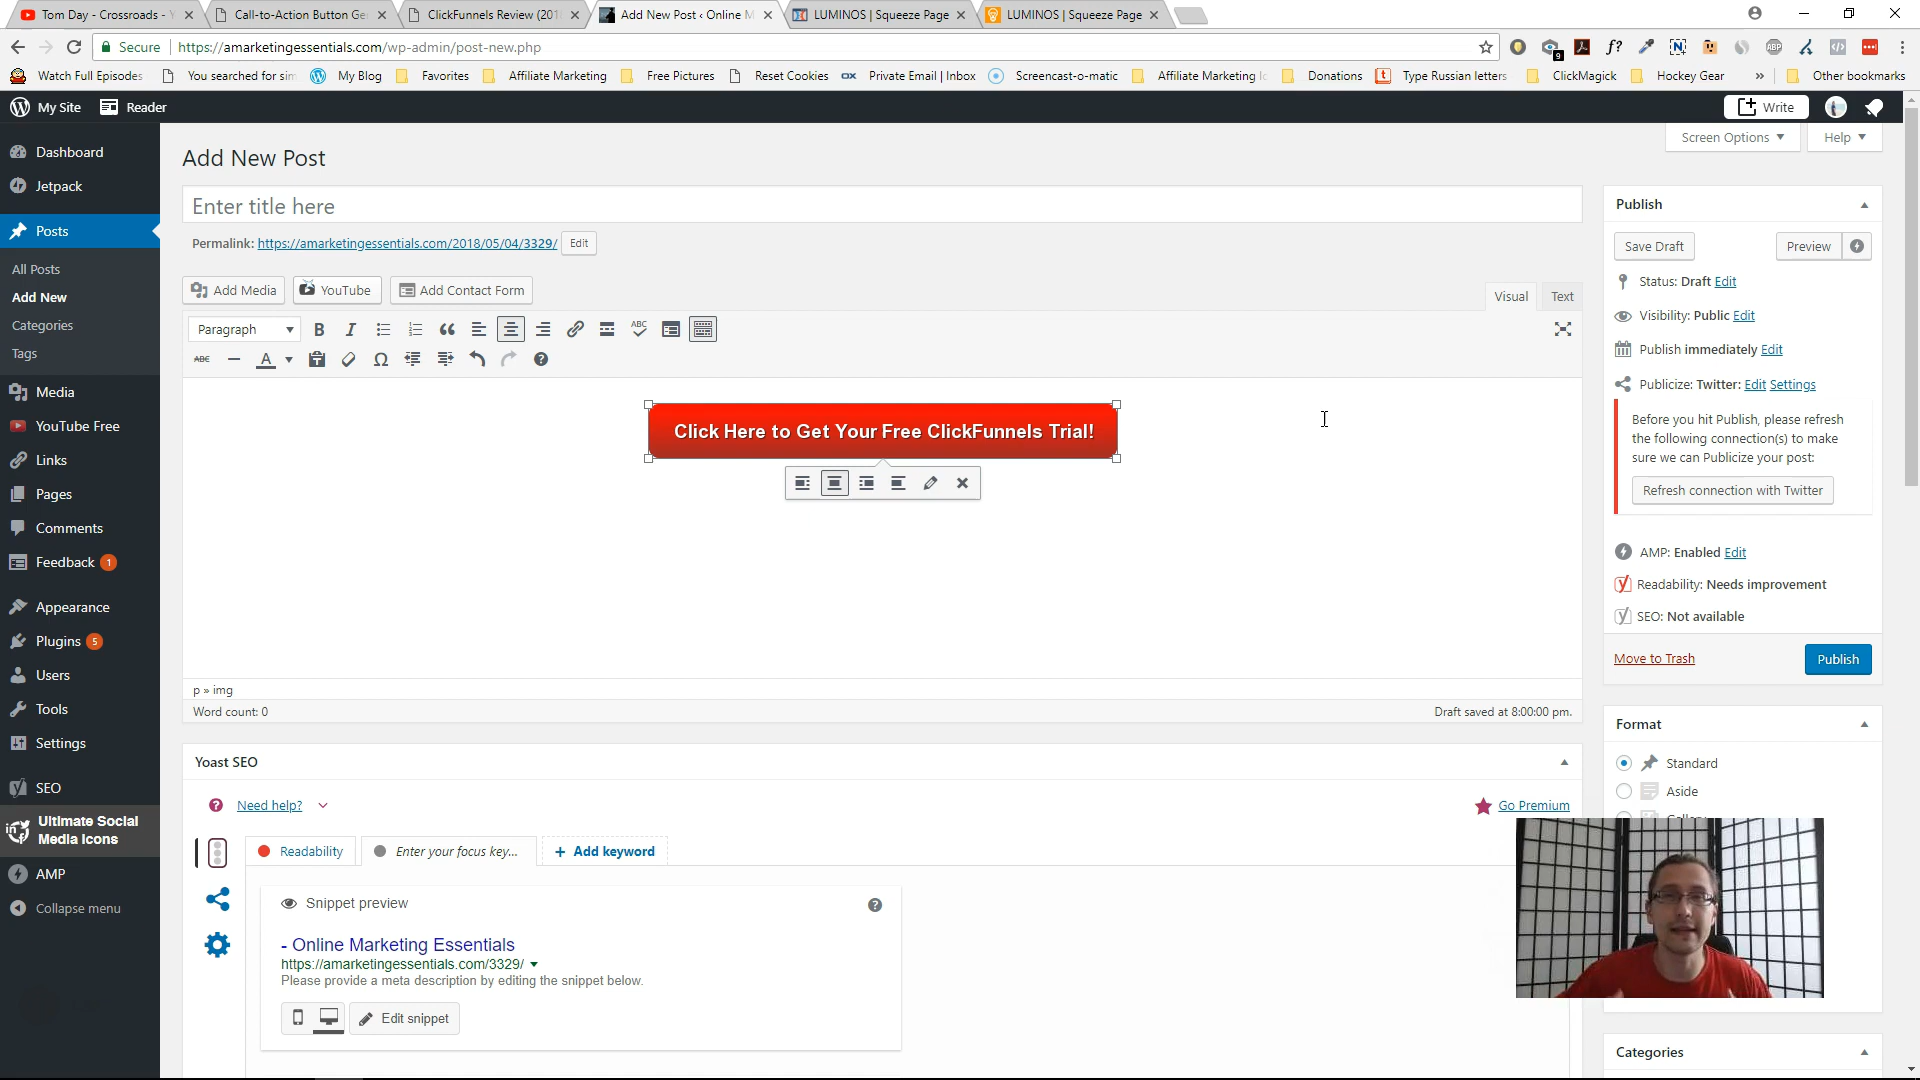 Tom Day - Crossroads - Y
Call-to-Action Button Ge
ClickFunnels Review (201
Add New Post ‹ Online M
LUMINOS | Squeeze Page
LUMINOS | Squeeze Page
Secure
https://amarketingessentials.com/wp-admin/post-new.php
Watch Full Episodes
You searched for sim
My Blog
Favorites
Affiliate Marketing
Free Pictures
Reset Cookies
Private Email | Inbox
Screencast-o-matic
Affiliate Marketing Ic
Donations
Type Russian letters
ClickMagick
Hockey Gear
»
Other bookmarks
My Site
Reader
Write
Screen Options
Help
Dashboard
Jetpack
Posts
All Posts
Add New
Categories
Tags
Media
YouTube Free
Links
Pages
Comments
Feedback 1
Appearance
Plugins 5
Users
Tools
Settings
SEO
Ultimate Social
Media Icons
AMP
Collapse menu
Add New Post
Enter title here
Permalink: https://amarketingessentials.com/2018/05/04/3329/ Edit
Add Media
YouTube
Add Contact Form
Visual
Text
Paragraph
Click Here to Get Your Free ClickFunnels Trial!
p » img
Word count: 0
Draft saved at 8:00:00 pm.
Yoast SEO
Need help?
Go Premium
Readability
Enter your focus key...
+ Add keyword
Snippet preview
- Online Marketing Essentials
https://amarketingessentials.com/3329/
Please provide a meta description by editing the snippet below.
Edit snippet
Publish
Save Draft
Preview
Status: Draft Edit
Visibility: Public Edit
Publish immediately Edit
Publicize: Twitter: Edit Settings
Before you hit Publish, please refresh
the following connection(s) to make
sure we can Publicize your post:
Refresh connection with Twitter
AMP: Enabled Edit
Readability: Needs improvement
SEO: Not available
Move to Trash
Publish
Format
Standard
Aside
Categories